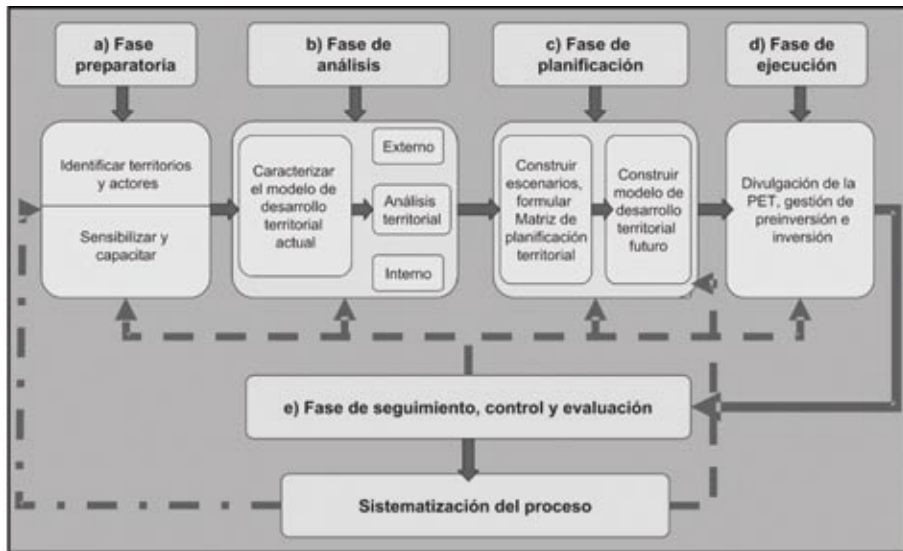 a) Fase
preparatoria
b) Fase de
análisis
c) Fase de
planificación
d) Fase de
ejecución
Identificar territorios
y actores
Sensibilizar y
capacitar
Caracterizar
el modelo de
desarrollo
territorial
actual
Externo
Análisis
territorial
Interno
Construir
escenarios,
formular
Matriz de
planificación
territorial
Construir
modelo de
desarrollo
territorial
futuro
Divulgación de la
PET, gestión de
preinversión e
inversión
e) Fase de seguimiento, control y evaluación
Sistematización del proceso